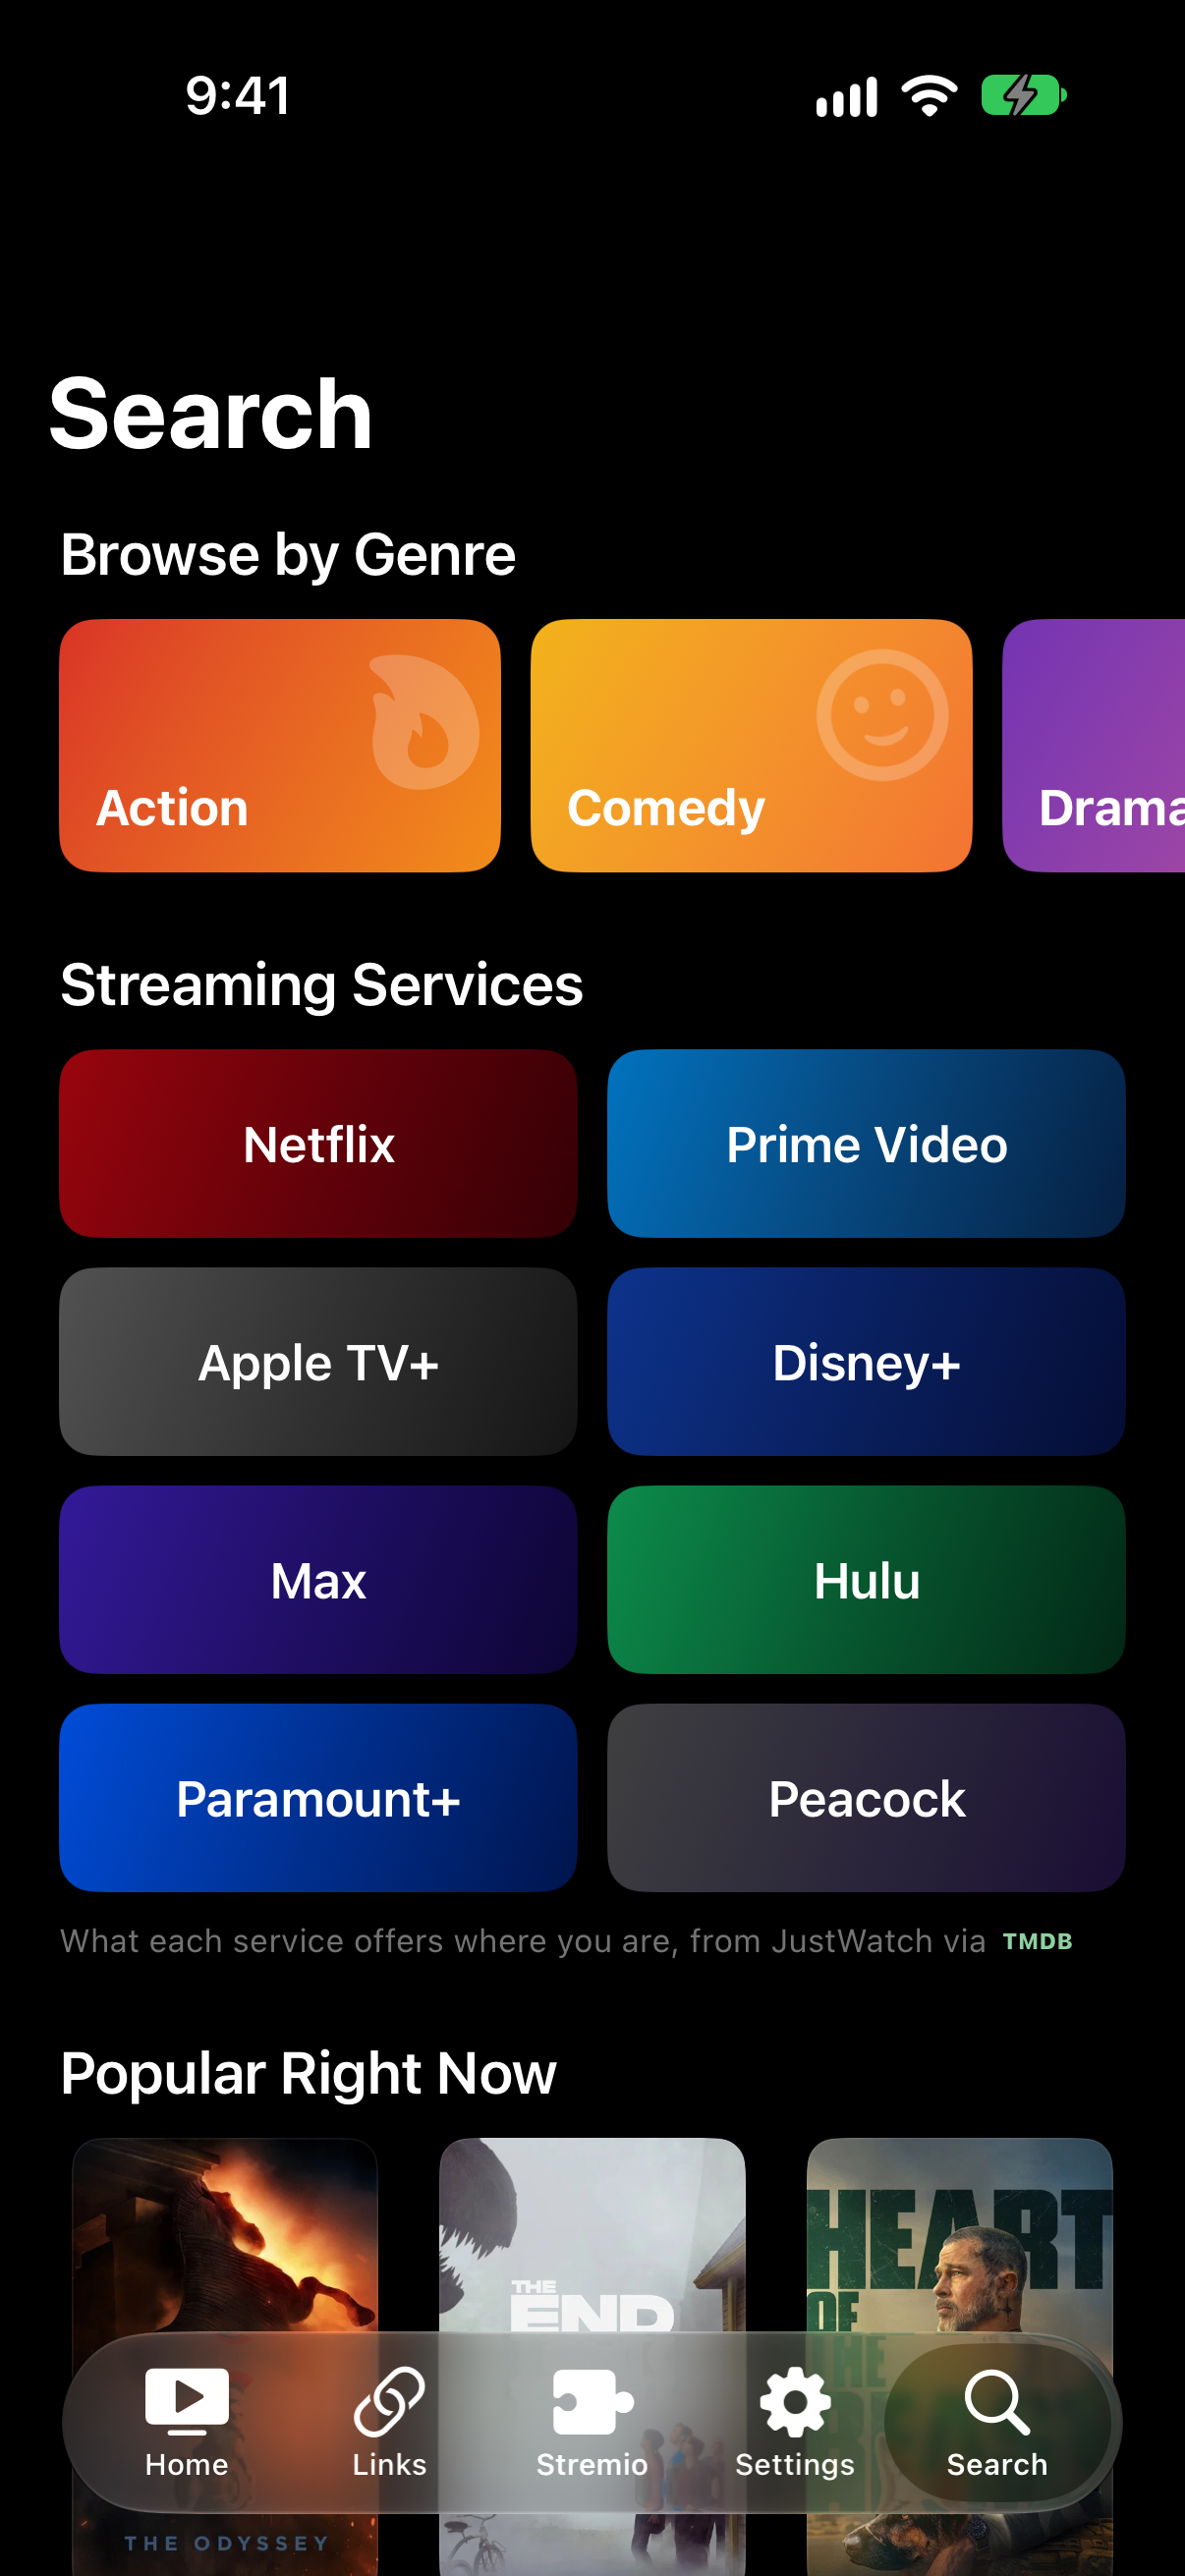 9:41
Search
Browse by Genre
Action
Comedy
Drama
Streaming Services
Netflix
Prime Video
Apple TV+
Disney+
Max
Hulu
Paramount+
Peacock
What each service offers where you are, from JustWatch via TMDB
Popular Right Now
THE
END
HEART
OF
THE
Home
Links
Stremio
Settings
Search
THE ODYSSEY